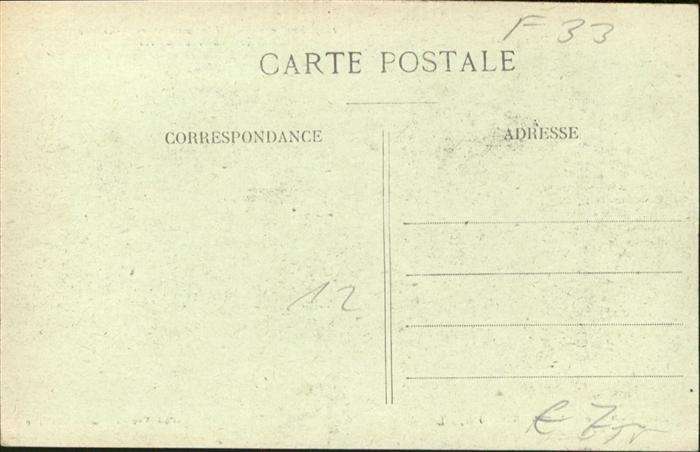 F 33
CARTE POSTALE
CORRESPONDANCE
ADRESSE
12